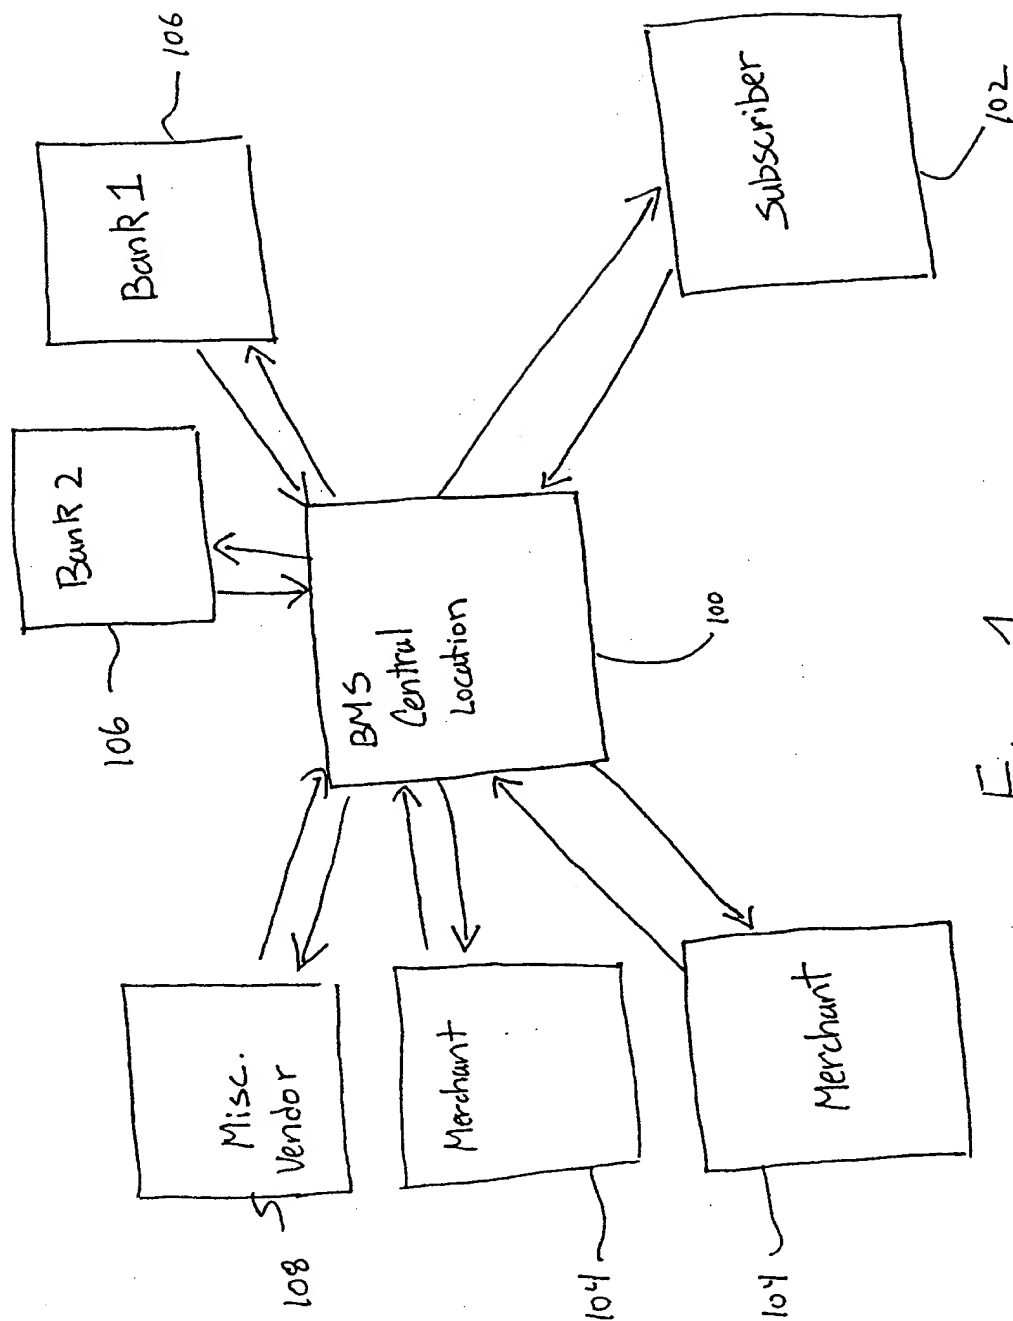 Bank 2
106
Bank 1
106
Misc.
Vendor
108
BMS
Central
Location
Merchant
104
100
Subscriber
102
Merchant
104
1